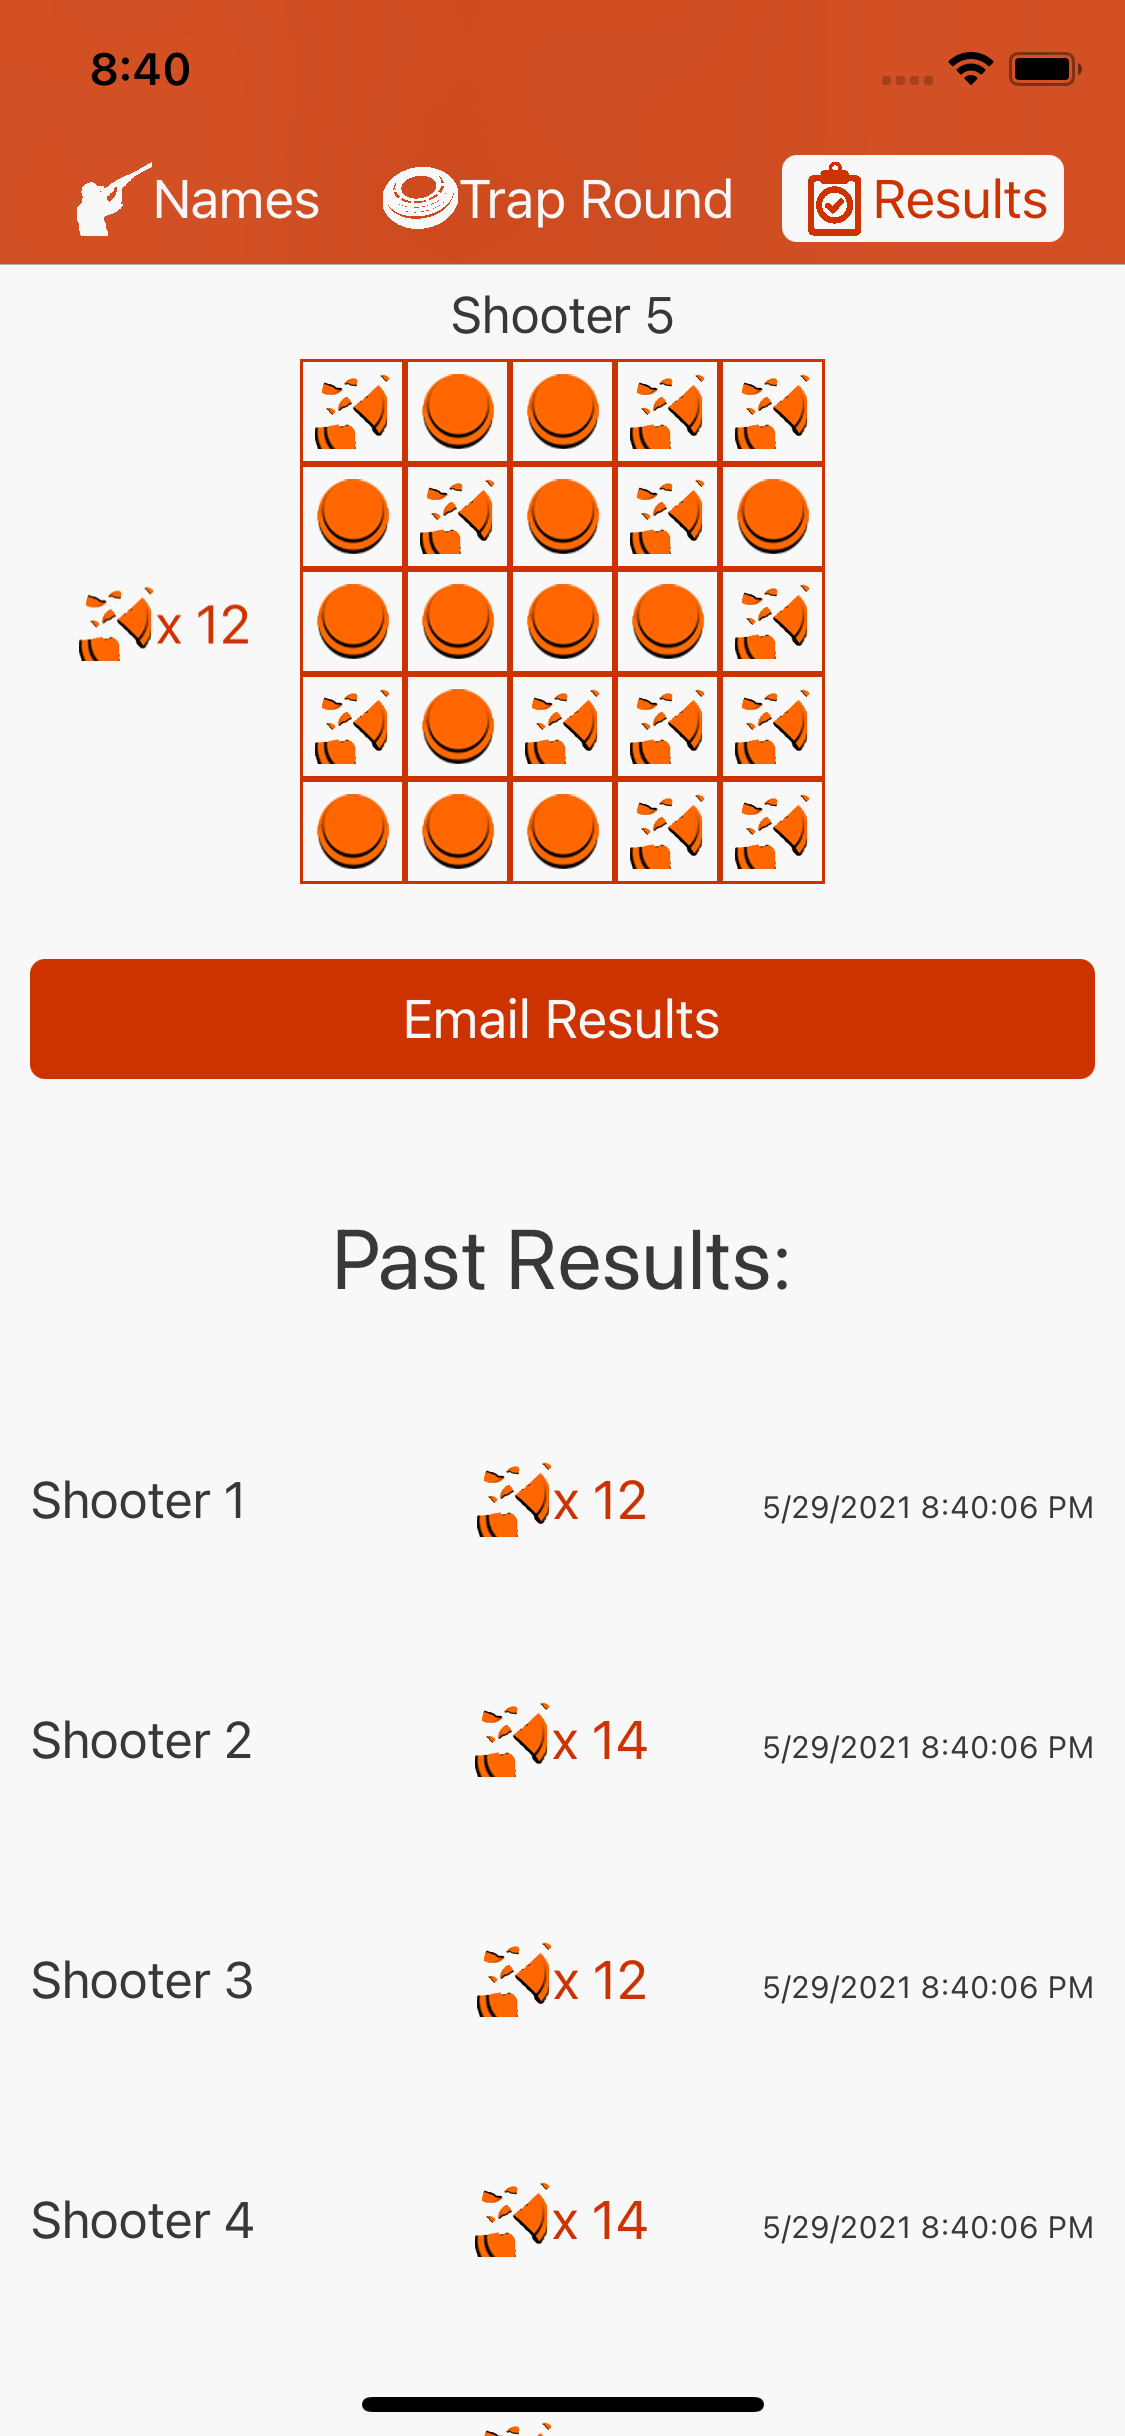 8:40
Names Trap Round Results
Shooter 5
x 12
Email Results
Past Results:
Shooter 1 x 12 5/29/2021 8:40:06 PM
Shooter 2 x 14 5/29/2021 8:40:06 PM
Shooter 3 x 12 5/29/2021 8:40:06 PM
Shooter 4 x 14 5/29/2021 8:40:06 PM